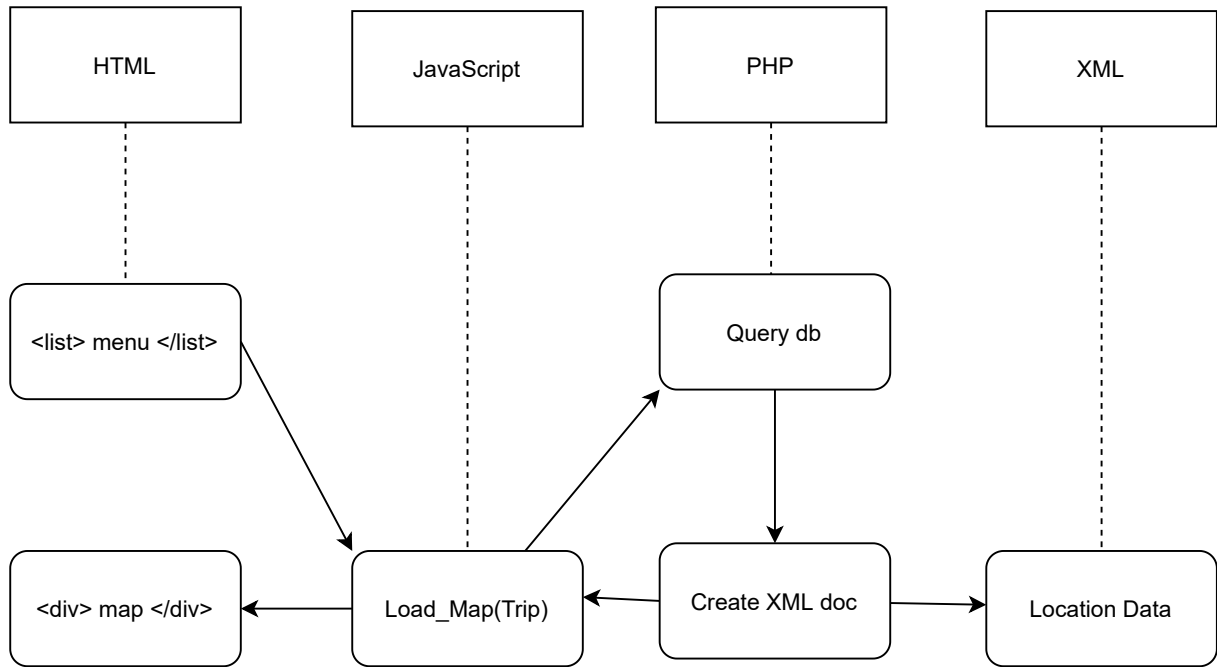 HTML
JavaScript
PHP
XML
<list> menu </list>
Query db
<div> map </div>
Load_Map(Trip)
Create XML doc
Location Data